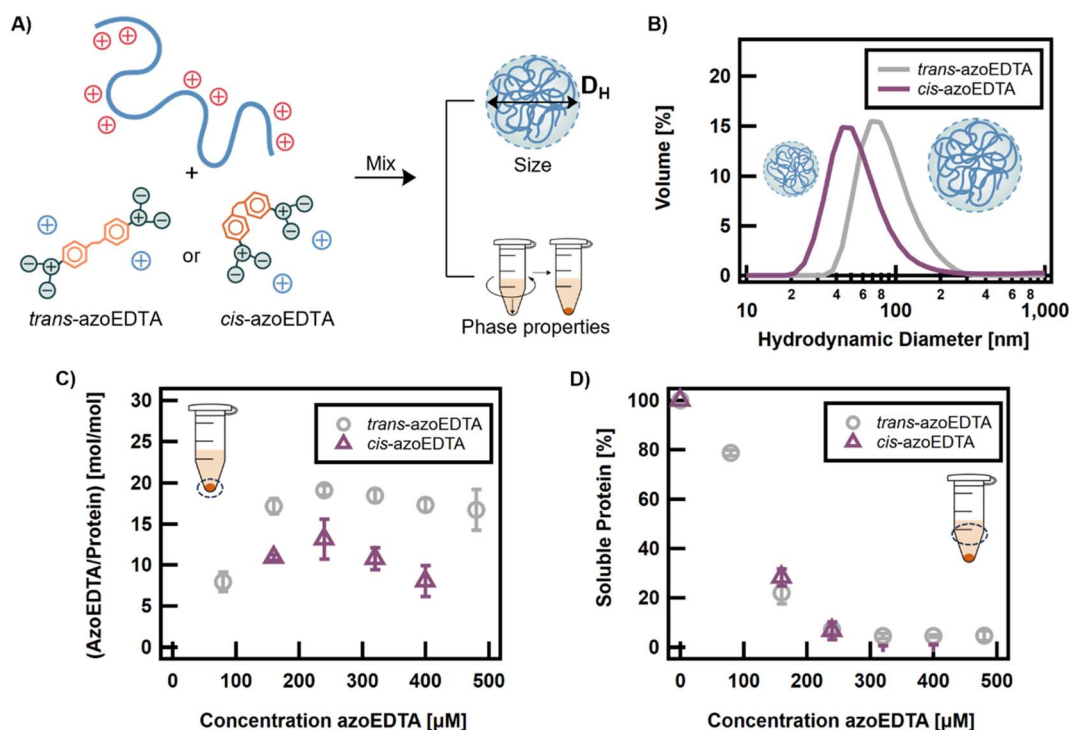 A)
+
Mix
D_H
Size
or
trans-azoEDTA
cis-azoEDTA
Phase properties
B)
Volume [%]
20
15
10
5
0
trans-azoEDTA
cis-azoEDTA
10
2
4
6
8
100
2
4
6
8
1,000
Hydrodynamic Diameter [nm]
C)
(AzoEDTA/Protein) [mol/mol]
30
25
20
15
10
5
0
trans-azoEDTA
cis-azoEDTA
0
100
200
300
400
500
Concentration azoEDTA [µM]
D)
Soluble Protein [%]
100
80
60
40
20
0
trans-azoEDTA
cis-azoEDTA
0
100
200
300
400
500
Concentration azoEDTA [µM]